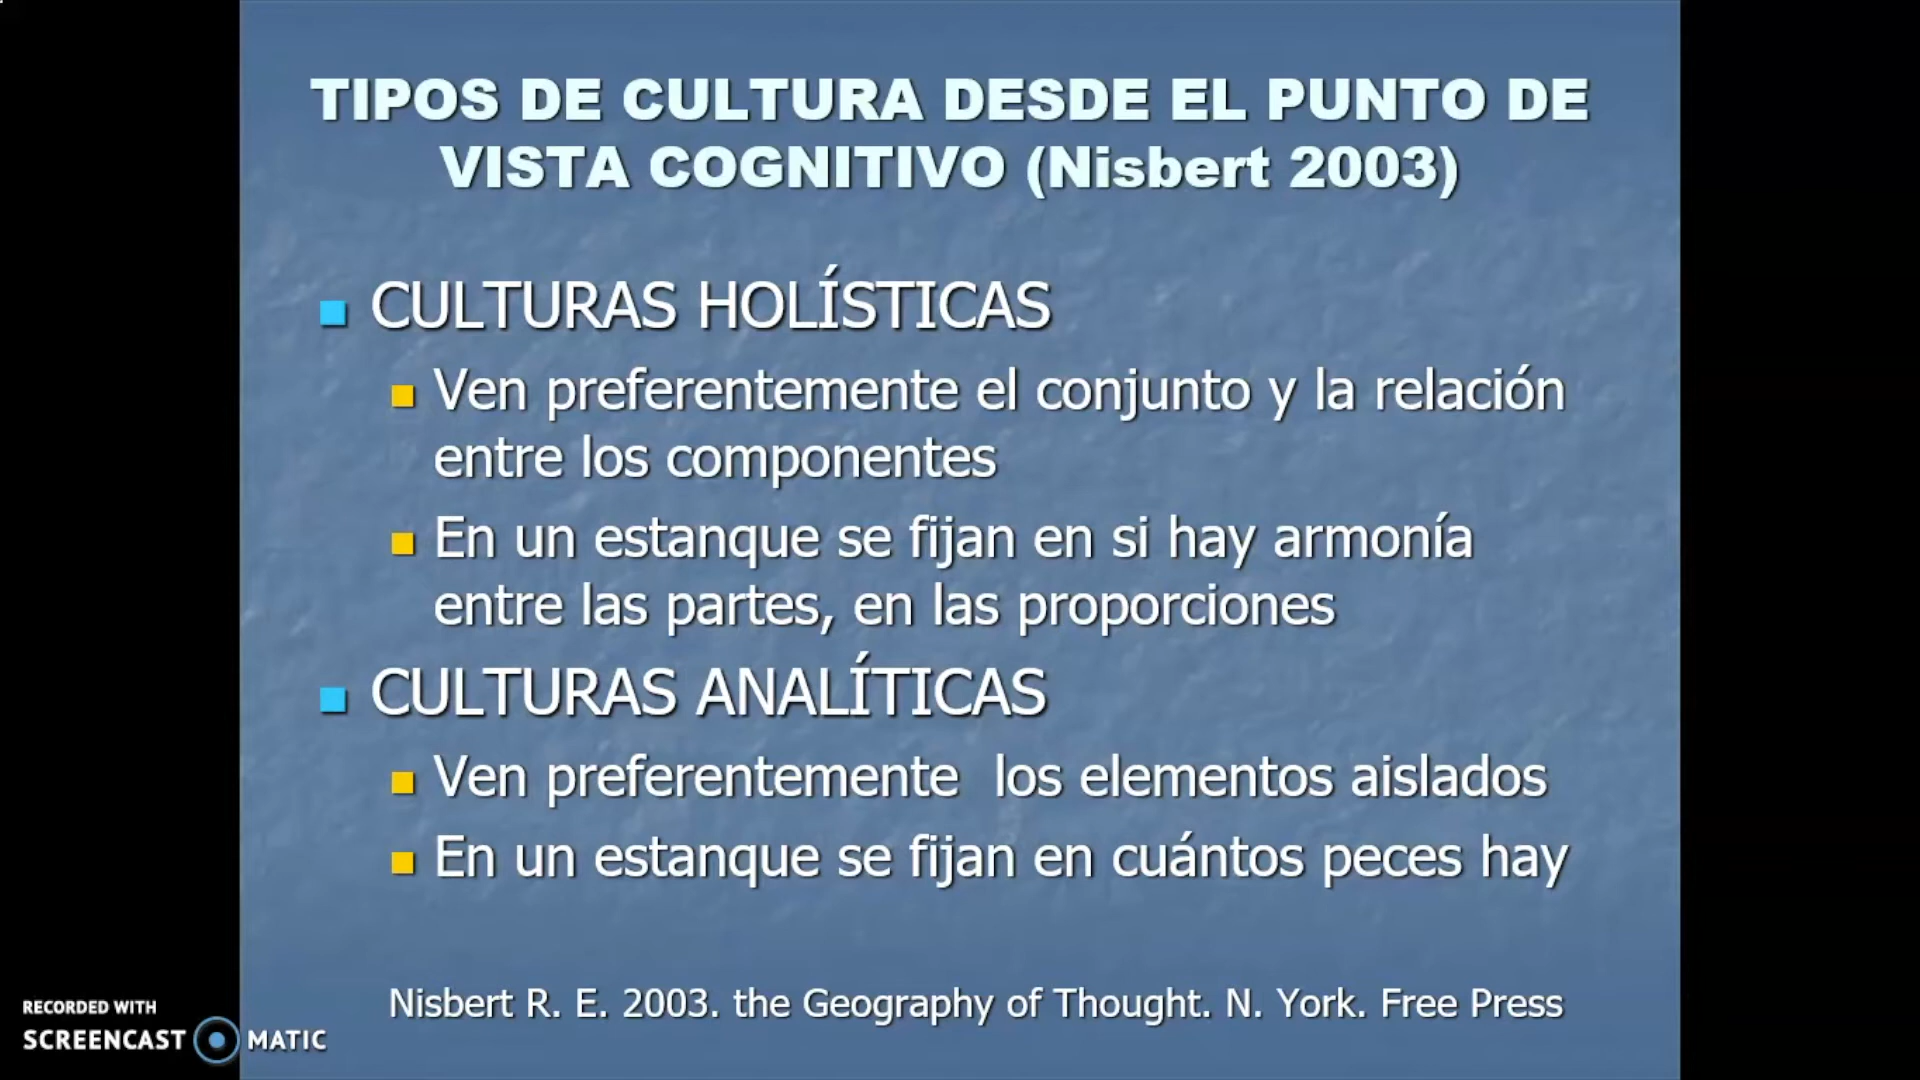 TIPOS DE CULTURA DESDE EL PUNTO DE
VISTA COGNITIVO (Nisbert 2003)
CULTURAS HOLÍSTICAS
Ven preferentemente el conjunto y la relación
entre los componentes
En un estanque se fijan en si hay armonía
entre las partes, en las proporciones
CULTURAS ANALÍTICAS
Ven preferentemente los elementos aislados
En un estanque se fijan en cuántos peces hay
Nisbert R. E. 2003. the Geography of Thought. N. York. Free Press
RECORDED WITH
SCREENCAST MATIC